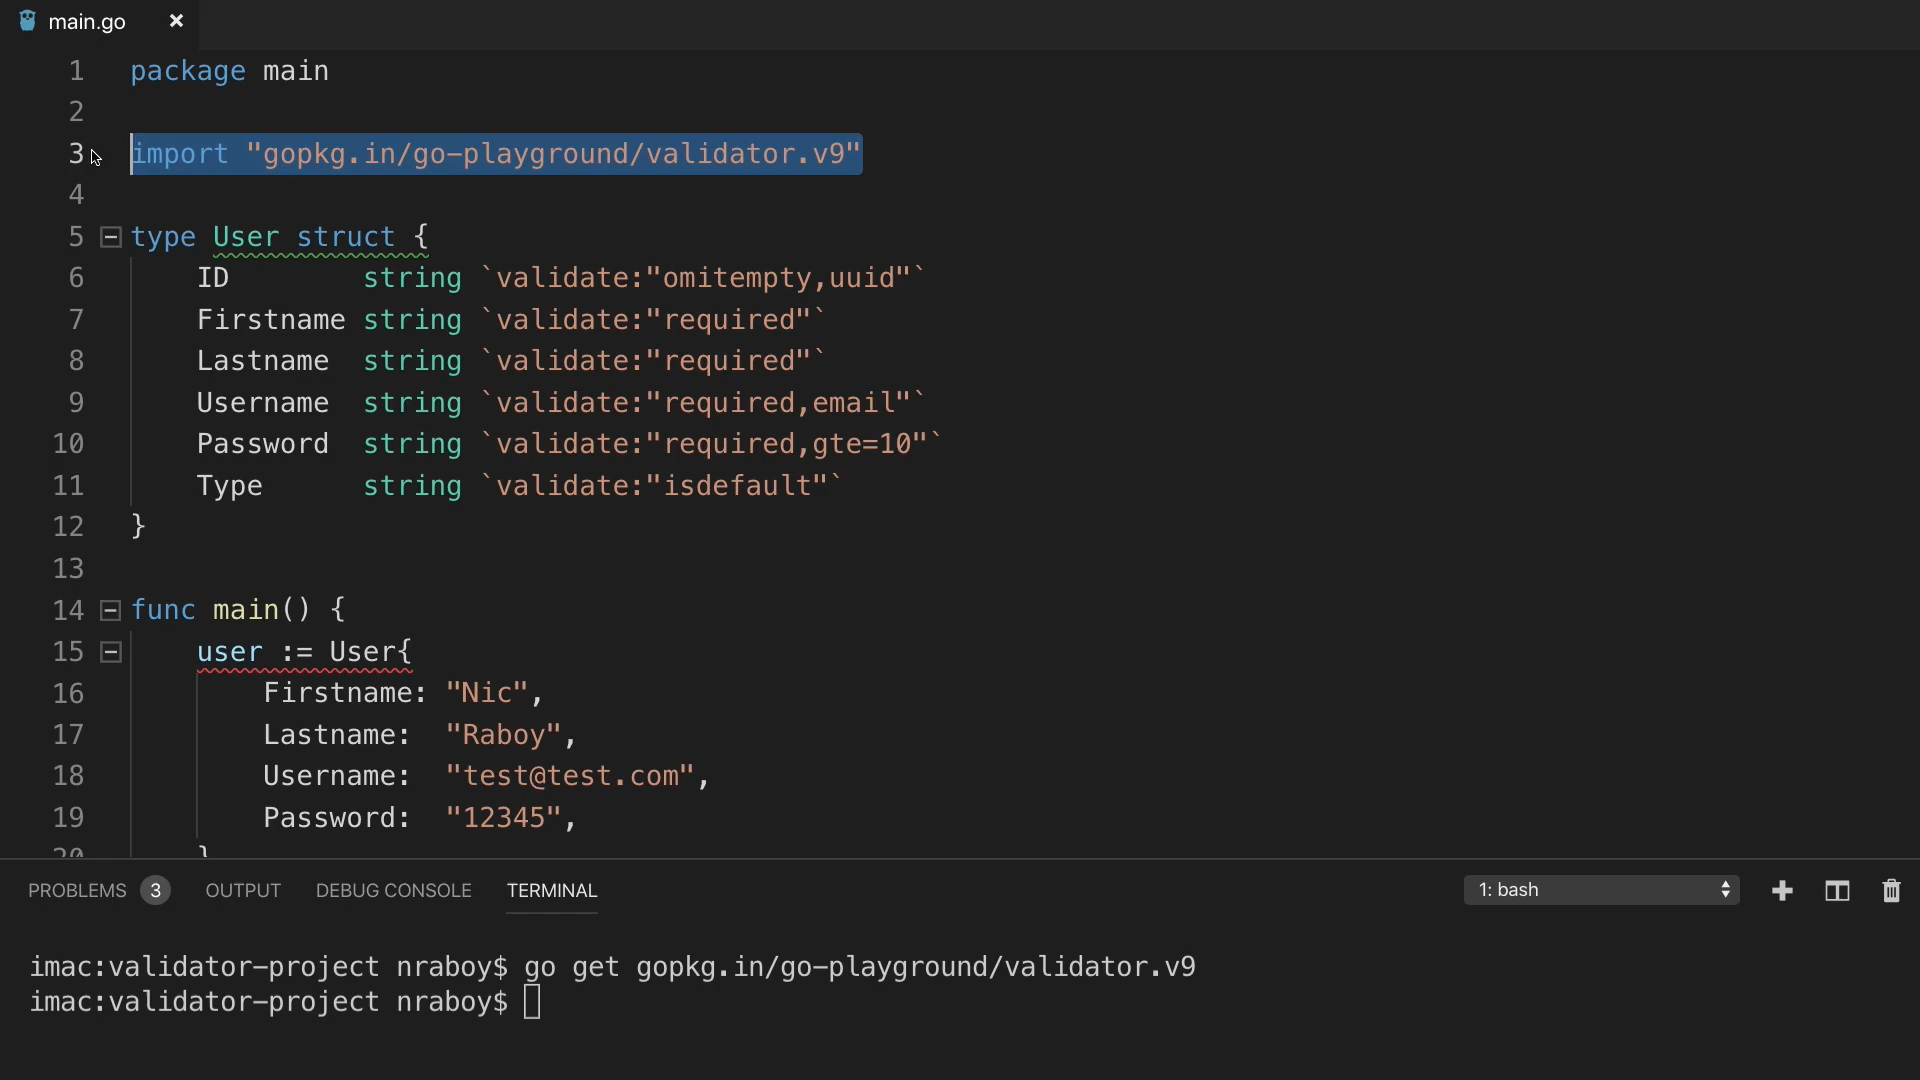 main.go ×
1 package main
2
3 import "gopkg.in/go-playground/validator.v9"
4
5 type User struct {
6 ID string `validate:"omitempty,uuid"`
7 Firstname string `validate:"required"`
8 Lastname string `validate:"required"`
9 Username string `validate:"required,email"`
10 Password string `validate:"required,gte=10"`
11 Type string `validate:"isdefault"`
12 }
13
14 func main() {
15 user := User{
16 Firstname: "Nic",
17 Lastname: "Raboy",
18 Username: "test@test.com",
19 Password: "12345",
20 }
PROBLEMS 3 OUTPUT DEBUG CONSOLE TERMINAL 1: bash
imac:validator-project nraboy$ go get gopkg.in/go-playground/validator.v9
imac:validator-project nraboy$